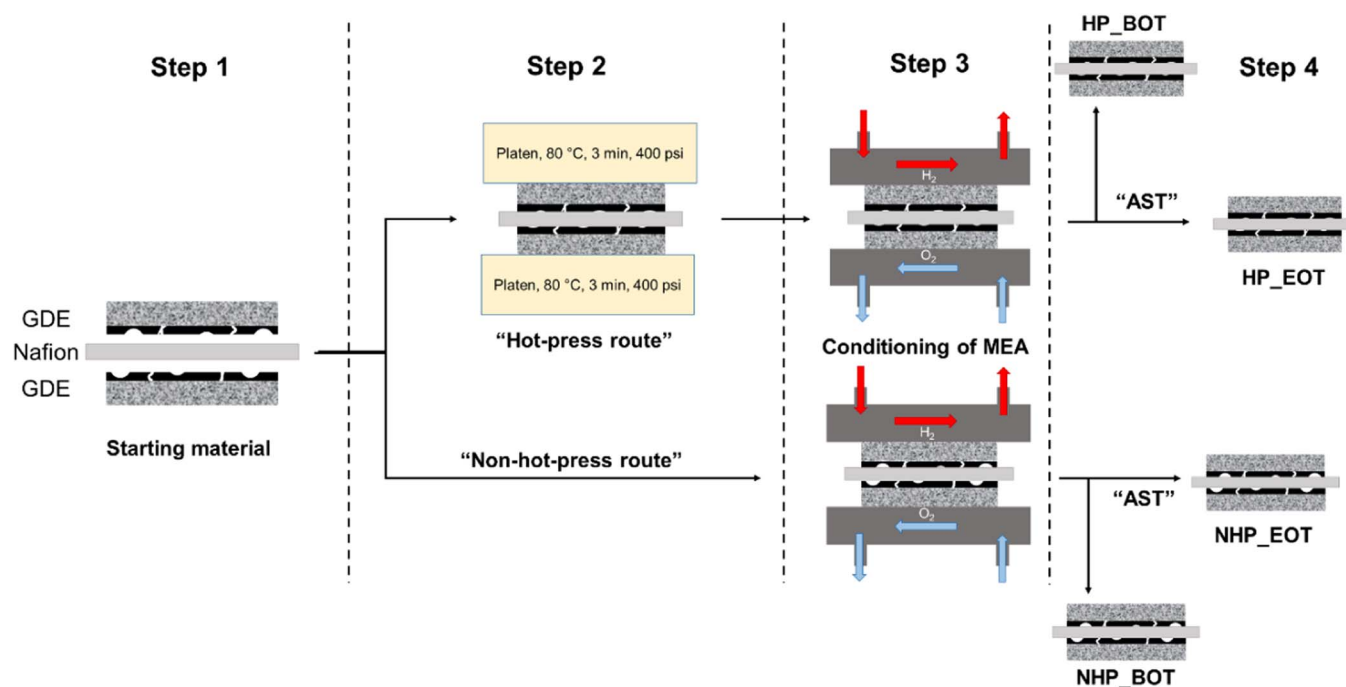 Step 1
GDE
Nafion
GDE
Starting material
Step 2
Platen, 80 °C, 3 min, 400 psi
Platen, 80 °C, 3 min, 400 psi
“Hot-press route”
“Non-hot-press route”
Step 3
H2
O2
Conditioning of MEA
H2
O2
HP_BOT
Step 4
“AST”
HP_EOT
“AST”
NHP_EOT
NHP_BOT